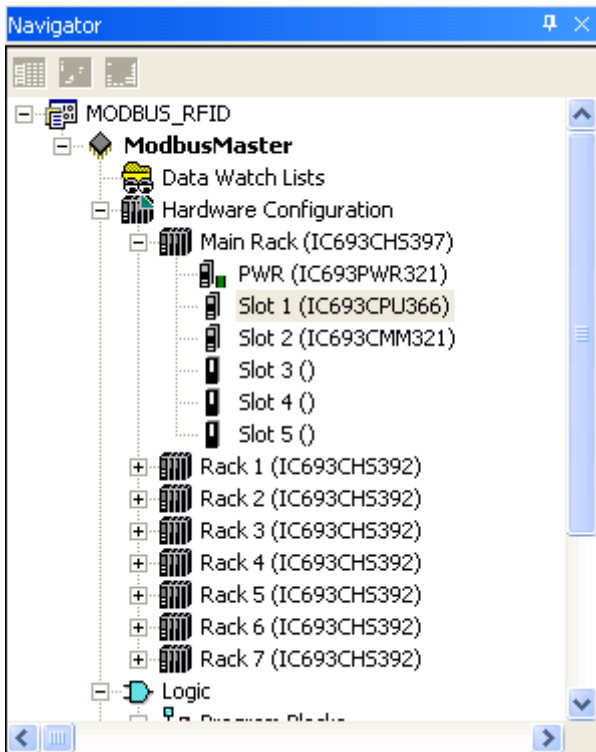 Navigator
MODBUS_RFID
ModbusMaster
Data Watch Lists
Hardware Configuration
Main Rack (IC693CHS397)
PWR (IC693PWR321)
Slot 1 (IC693CPU366)
Slot 2 (IC693CMM321)
Slot 3 ()
Slot 4 ()
Slot 5 ()
Rack 1 (IC693CHS392)
Rack 2 (IC693CHS392)
Rack 3 (IC693CHS392)
Rack 4 (IC693CHS392)
Rack 5 (IC693CHS392)
Rack 6 (IC693CHS392)
Rack 7 (IC693CHS392)
Logic
Program Blocks